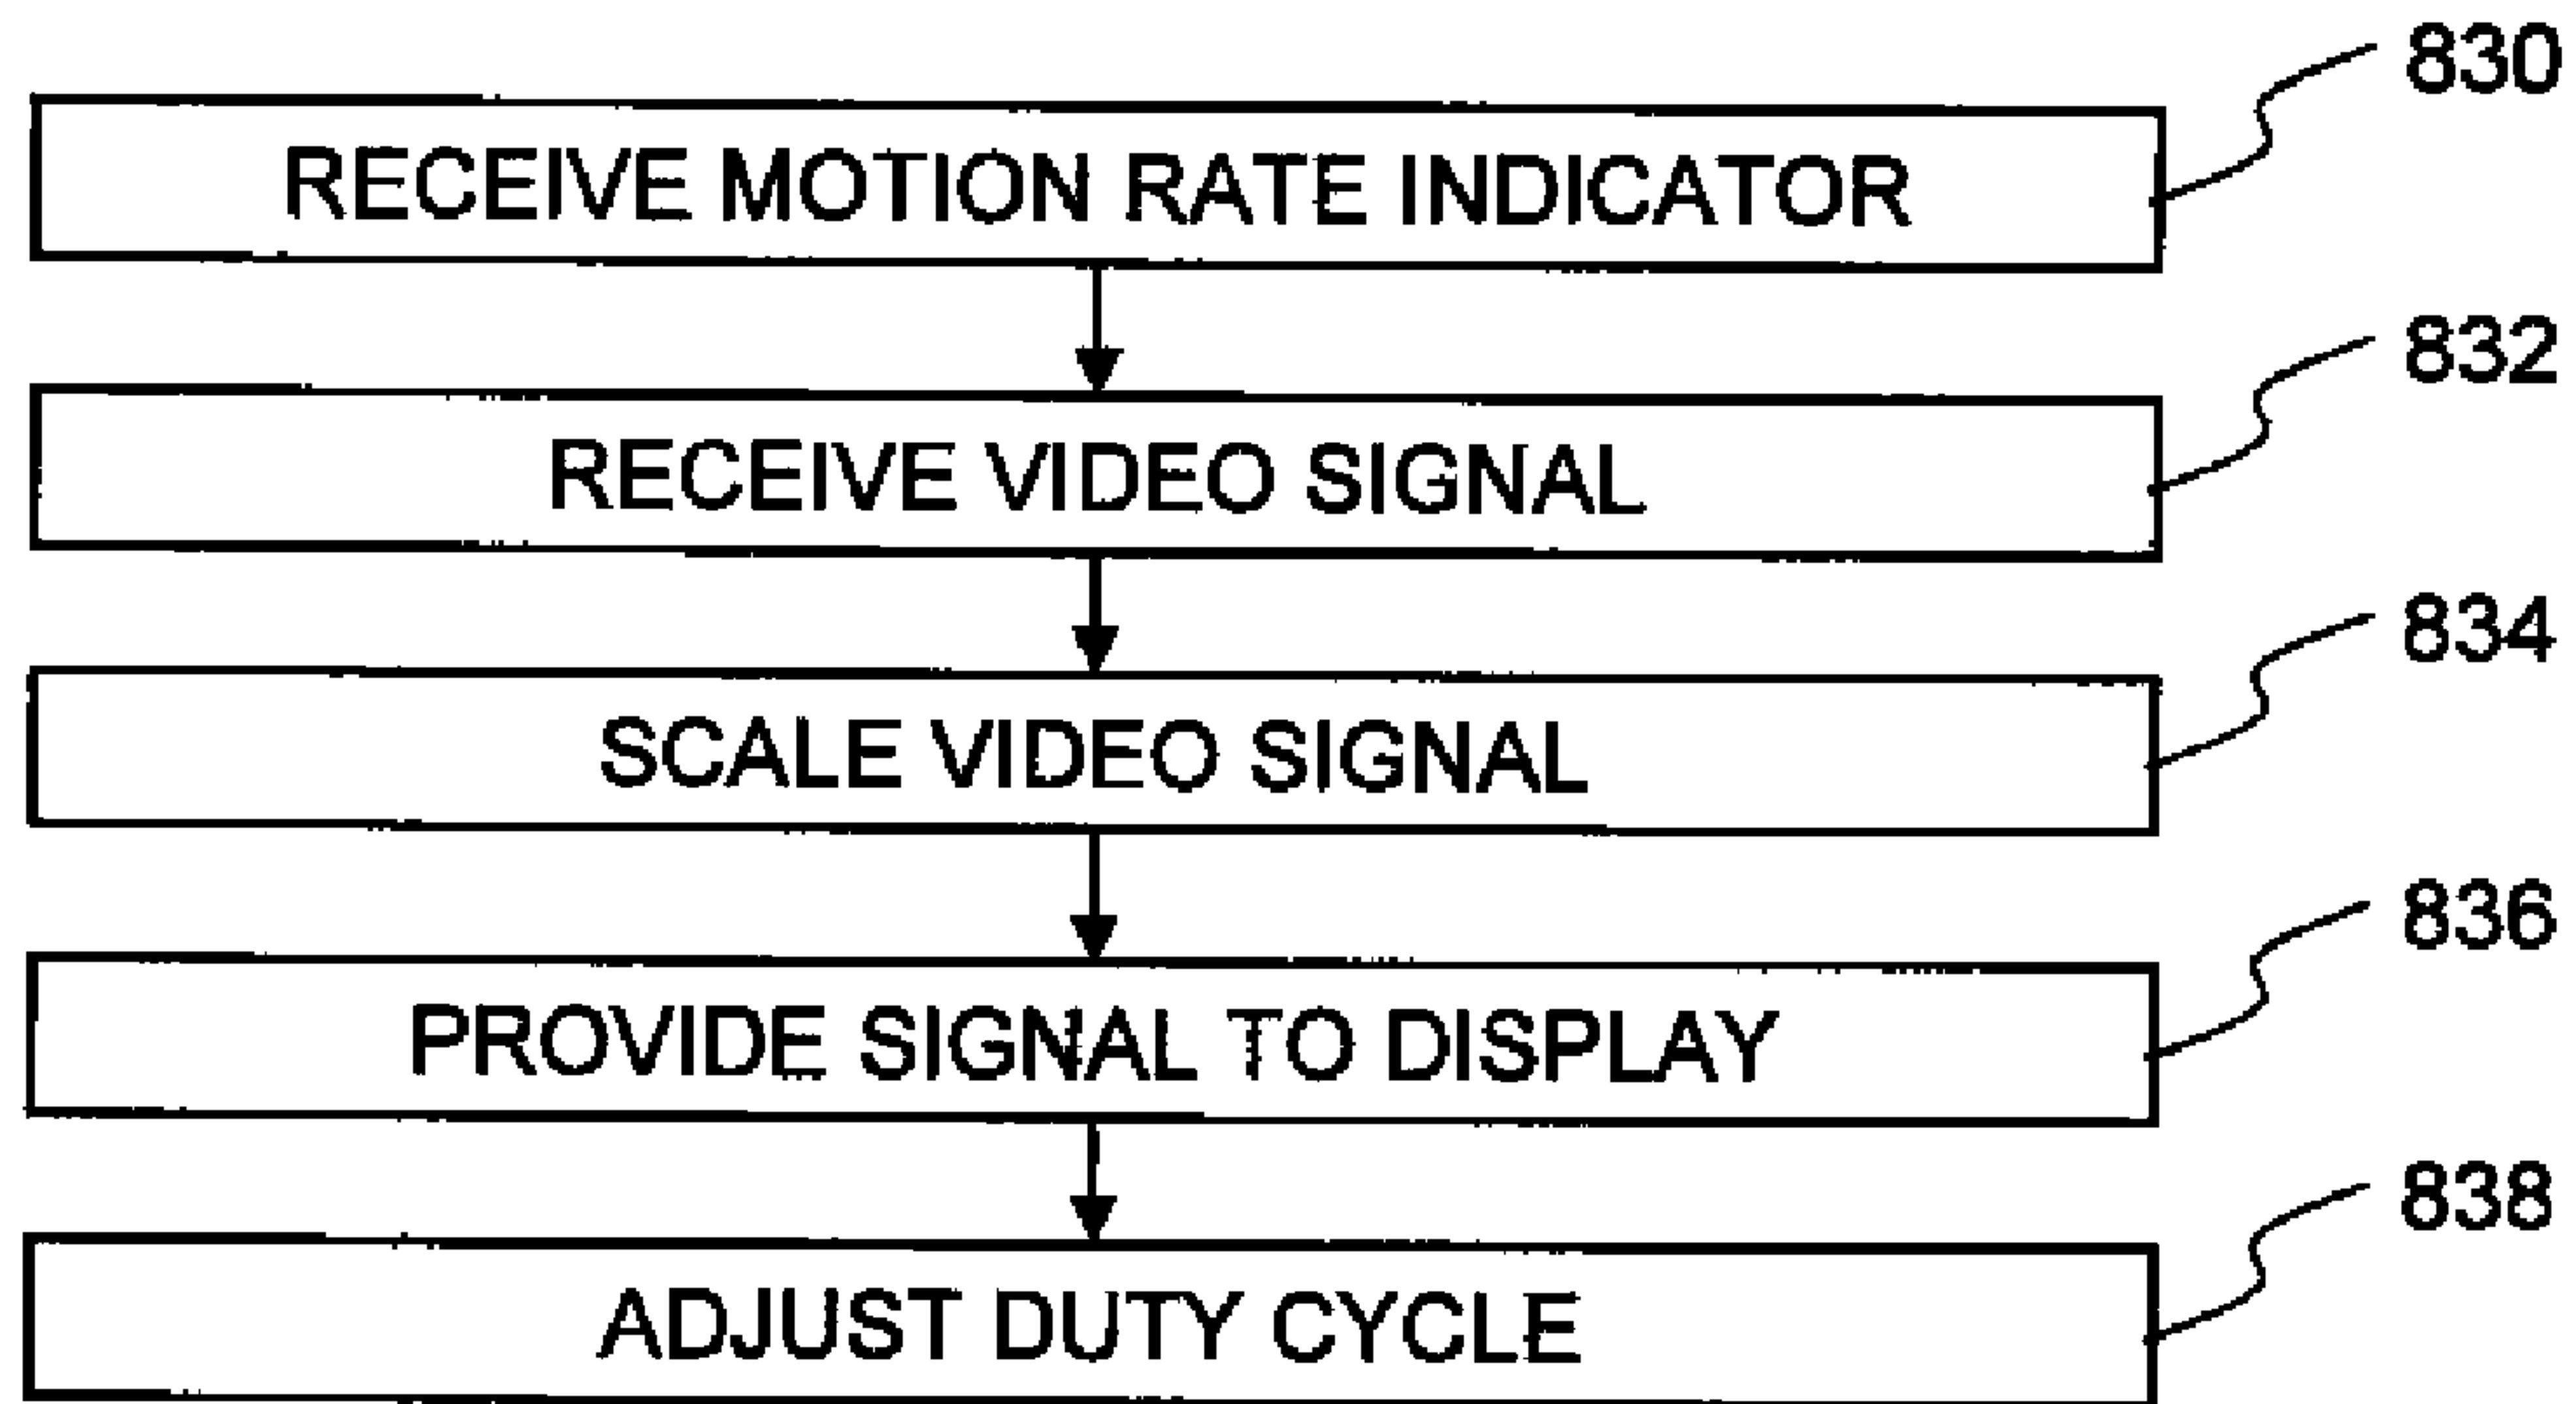 830
RECEIVE MOTION RATE INDICATOR
832
RECEIVE VIDEO SIGNAL
834
SCALE VIDEO SIGNAL
836
PROVIDE SIGNAL TO DISPLAY
838
ADJUST DUTY CYCLE